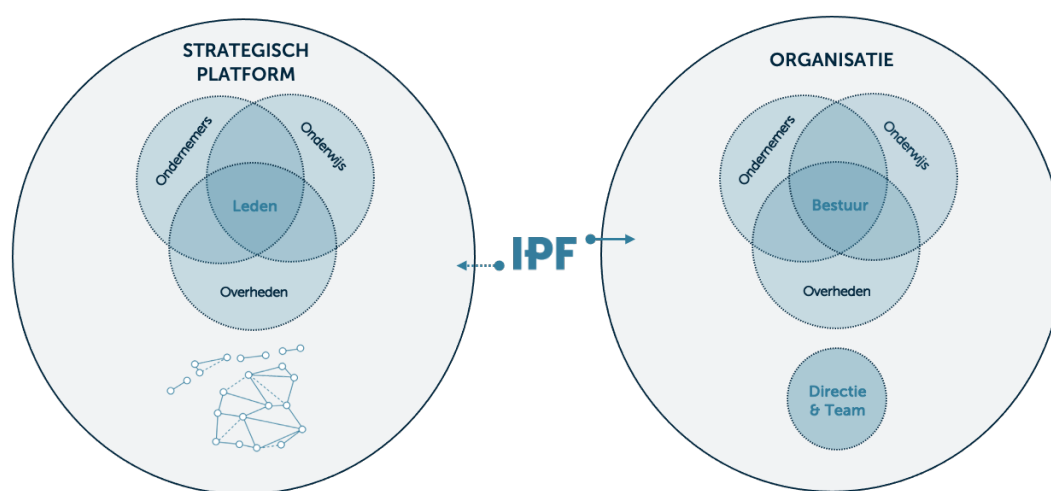 STRATEGISCH
PLATFORM
Ondernemers
Onderwijs
Leden
Overheden
IPF
ORGANISATIE
Ondernemers
Onderwijs
Bestuur
Overheden
Directie
& Team